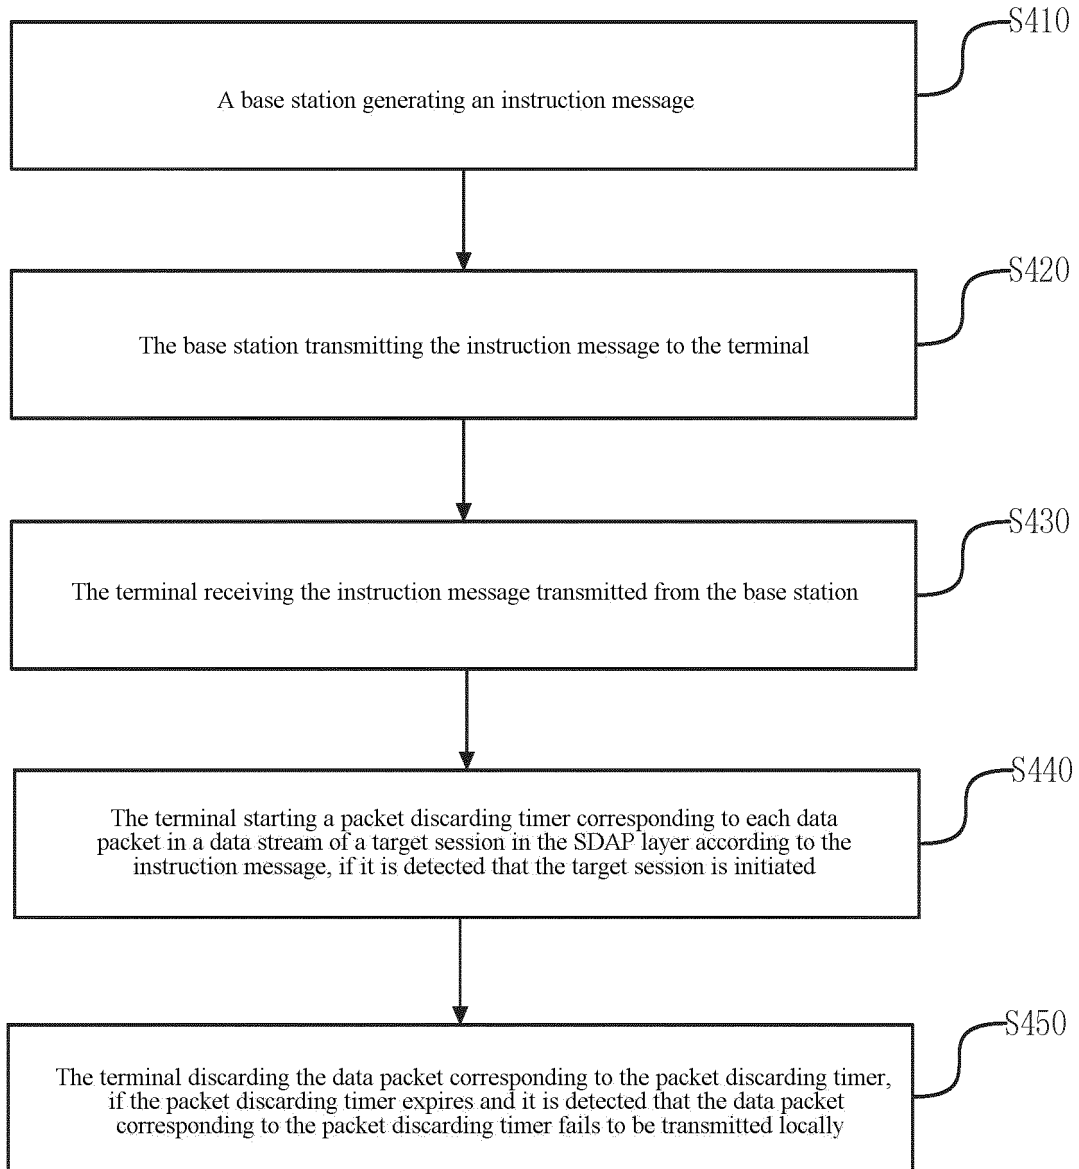 S410
A base station generating an instruction message
S420
The base station transmitting the instruction message to the terminal
S430
The terminal receiving the instruction message transmitted from the base station
S440
The terminal starting a packet discarding timer corresponding to each data
packet in a data stream of a target session in the SDAP layer according to the
instruction message, if it is detected that the target session is initiated
S450
The terminal discarding the data packet corresponding to the packet discarding timer,
if the packet discarding timer expires and it is detected that the data packet
corresponding to the packet discarding timer fails to be transmitted locally